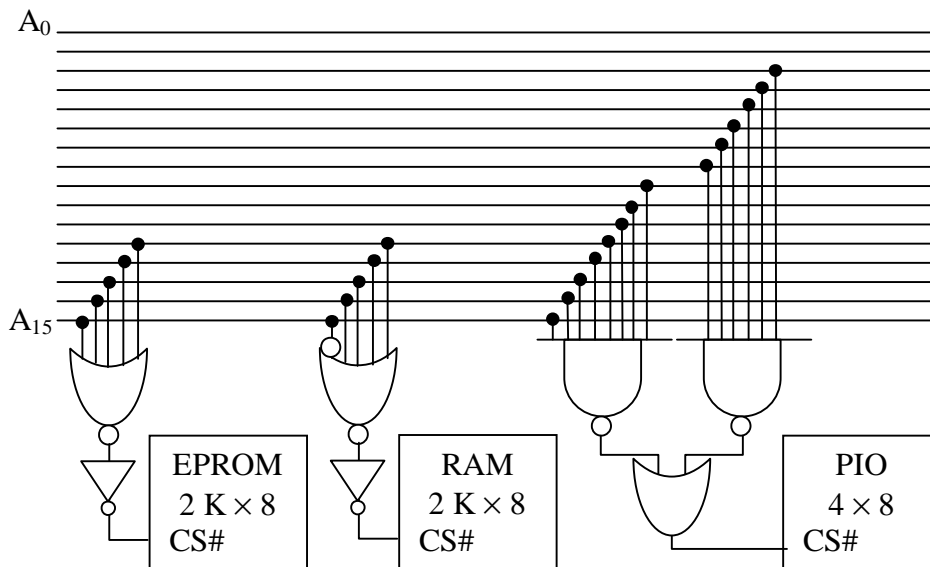 A₀
A₁₅
EPROM
2 K × 8
CS#
RAM
2 K × 8
CS#
PIO
4 × 8
CS#